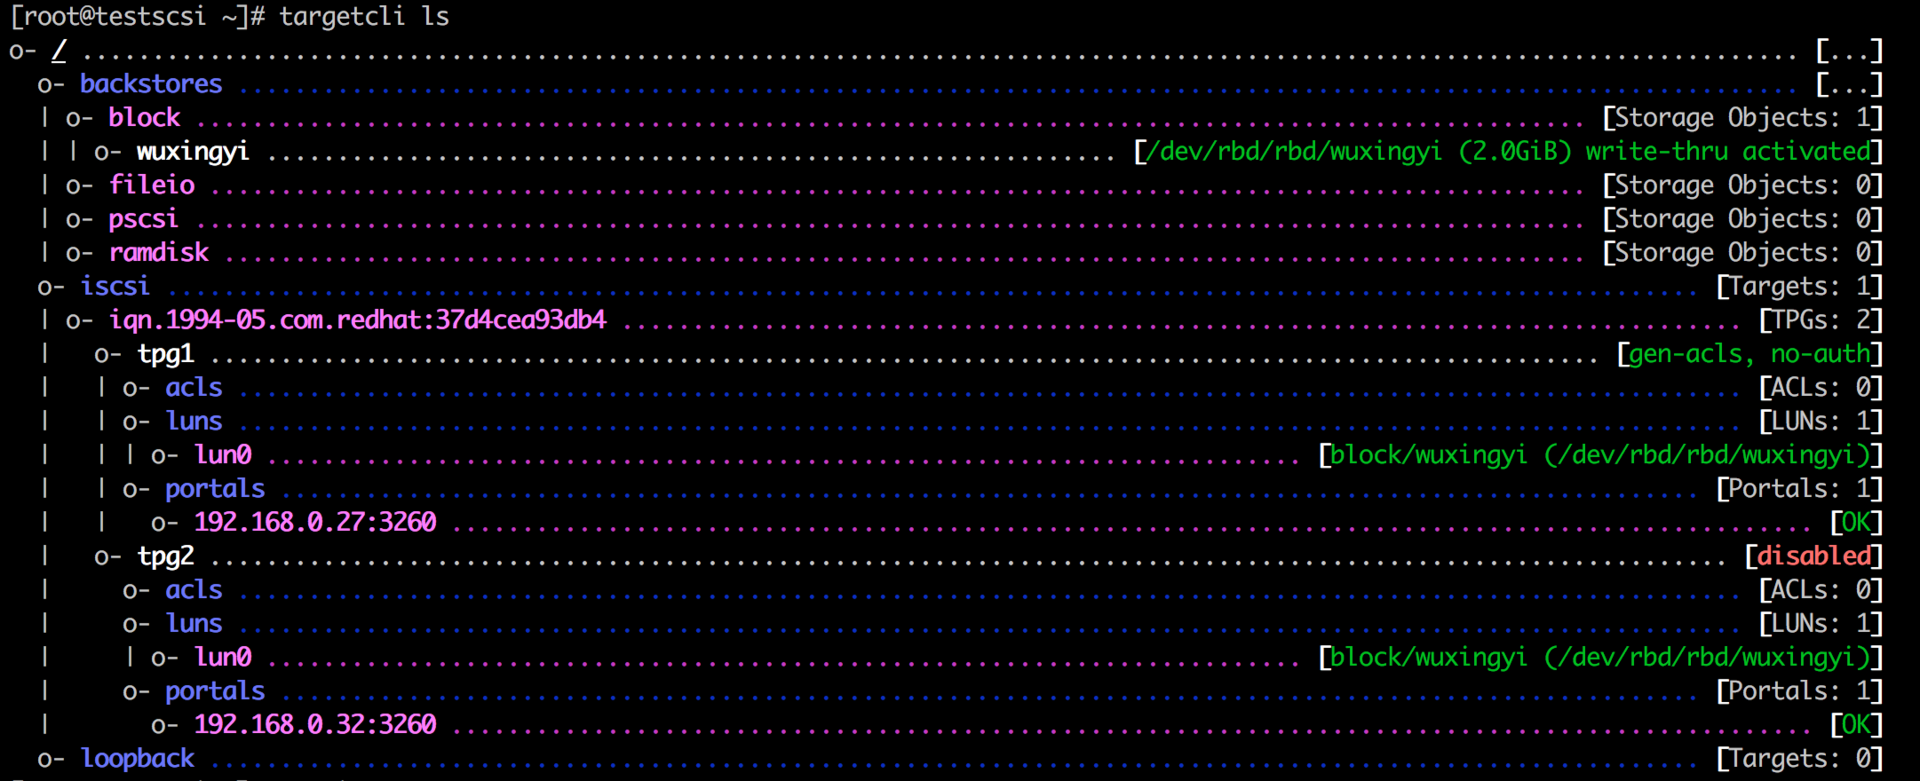 [root@testscsi ~]# targetcli ls
o- / ......................................................................................................................... [...]
o- backstores .............................................................................................................. [...]
| o- block .................................................................................................. [Storage Objects: 1]
| | o- wuxingyi ............................................................ [/dev/rbd/rbd/wuxingyi (2.0GiB) write-thru activated]
| o- fileio ................................................................................................. [Storage Objects: 0]
| o- pscsi .................................................................................................. [Storage Objects: 0]
| o- ramdisk ................................................................................................ [Storage Objects: 0]
o- iscsi ............................................................................................................ [Targets: 1]
| o- iqn.1994-05.com.redhat:37d4cea93db4 ............................................................................... [TPGs: 2]
|   o- tpg1 .................................................................................................. [gen-acls, no-auth]
|   | o- acls .......................................................................................................... [ACLs: 0]
|   | o- luns .......................................................................................................... [LUNs: 1]
|   | | o- lun0 ......................................................................... [block/wuxingyi (/dev/rbd/rbd/wuxingyi)]
|   | o- portals .................................................................................................... [Portals: 1]
|   |   o- 192.168.0.27:3260 ................................................................................................ [OK]
|   o- tpg2 ........................................................................................................... [disabled]
|     o- acls .......................................................................................................... [ACLs: 0]
|     o- luns .......................................................................................................... [LUNs: 1]
|     | o- lun0 ......................................................................... [block/wuxingyi (/dev/rbd/rbd/wuxingyi)]
|     o- portals .................................................................................................... [Portals: 1]
|       o- 192.168.0.32:3260 ................................................................................................ [OK]
o- loopback ......................................................................................................... [Targets: 0]